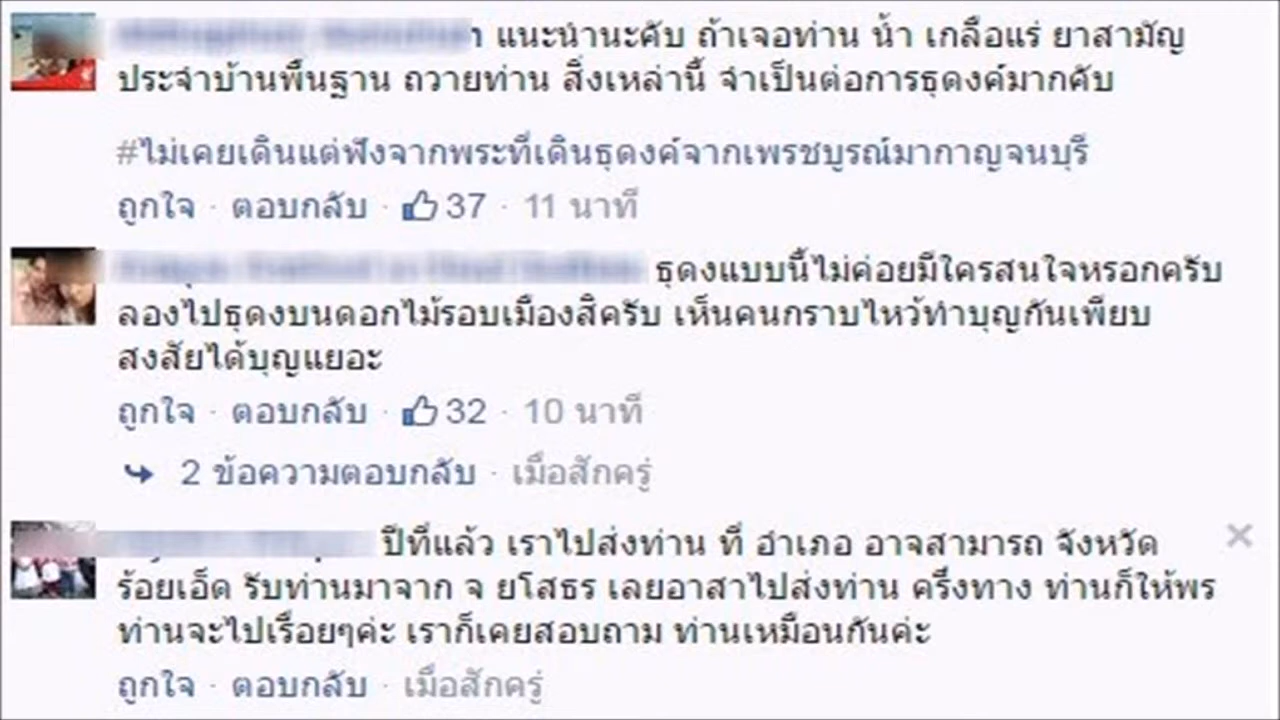 แนะนำนะคับ ถ้าเจอท่าน น้ำ เกลือแร่ ยาสามัญ
ประจำบ้านพื้นฐาน ถวายท่าน สิ่งเหล่านี้ จำเป็นต่อการธุดงค์มากคับ
#ไม่เคยเดินแต่ฟังจากพระที่เดินธุดงค์จากเพรชบูรณ์มากาญจนบุรี
ถูกใจ · ตอบกลับ · 37 · 11 นาที
ธุดงแบบนี้ไม่ค่อยมีใครสนใจหรอกครับ
ลองไปธุดงบนดอกไม้รอบเมืองสิครับ เห็นคนกราบไหว้ทำบุญกันเพียบ
สงสัยได้บุญแยอะ
ถูกใจ · ตอบกลับ · 32 · 10 นาที
2 ข้อความตอบกลับ · เมื่อสักครู่
ปีที่แล้ว เราไปส่งท่าน ที่ อำเภอ อาจสามารถ จังหวัด
ร้อยเอ็ด รับท่านมาจาก จ ยโสธร เลยอาสาไปส่งท่าน ครึ่งทาง ท่านก็ให้พร
ท่านจะไปเรื่อยๆค่ะ เราก็เคยสอบถาม ท่านเหมือนกันค่ะ
ถูกใจ · ตอบกลับ · เมื่อสักครู่